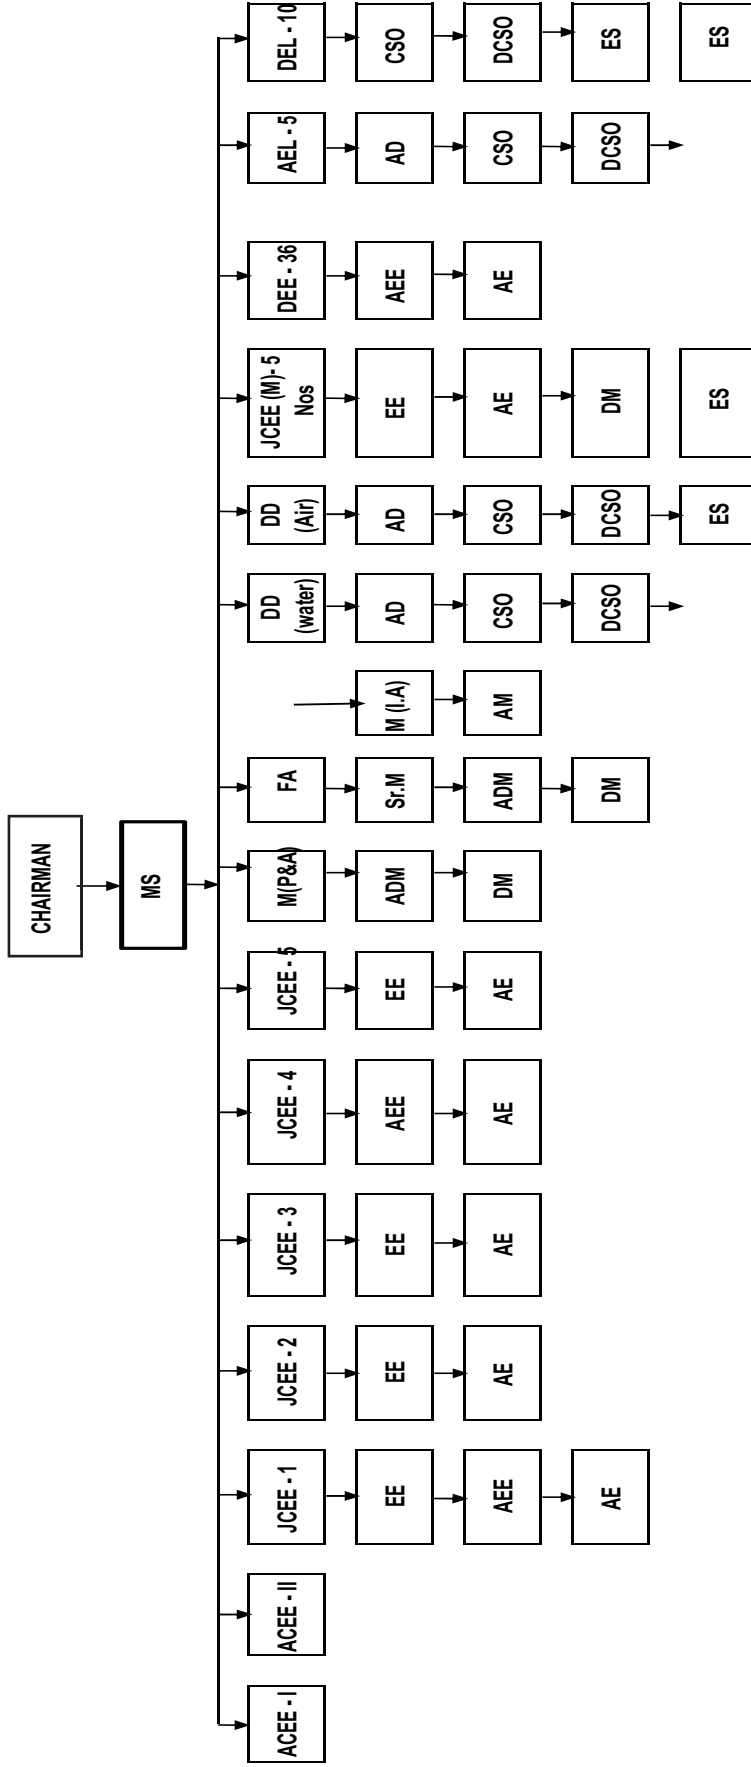 CHAIRMAN
MS
ACEE - I
ACEE - II
JCEE - 1
JCEE - 2
JCEE - 3
JCEE - 4
JCEE - 5
M(P&A)
FA
DD
(water)
DD
(Air)
JCEE (M)- 5
Nos
DEE - 36
AEL - 5
DEL - 10
EE
EE
EE
AEE
EE
ADM
Sr.M
M (I.A)
AD
AD
EE
AEE
AD
CSO
AEE
AE
AE
AE
AE
DM
ADM
AM
CSO
CSO
AE
AE
CSO
DCSO
AE
DM
DCSO
DCSO
DM
DCSO
ES
ES
ES
ES